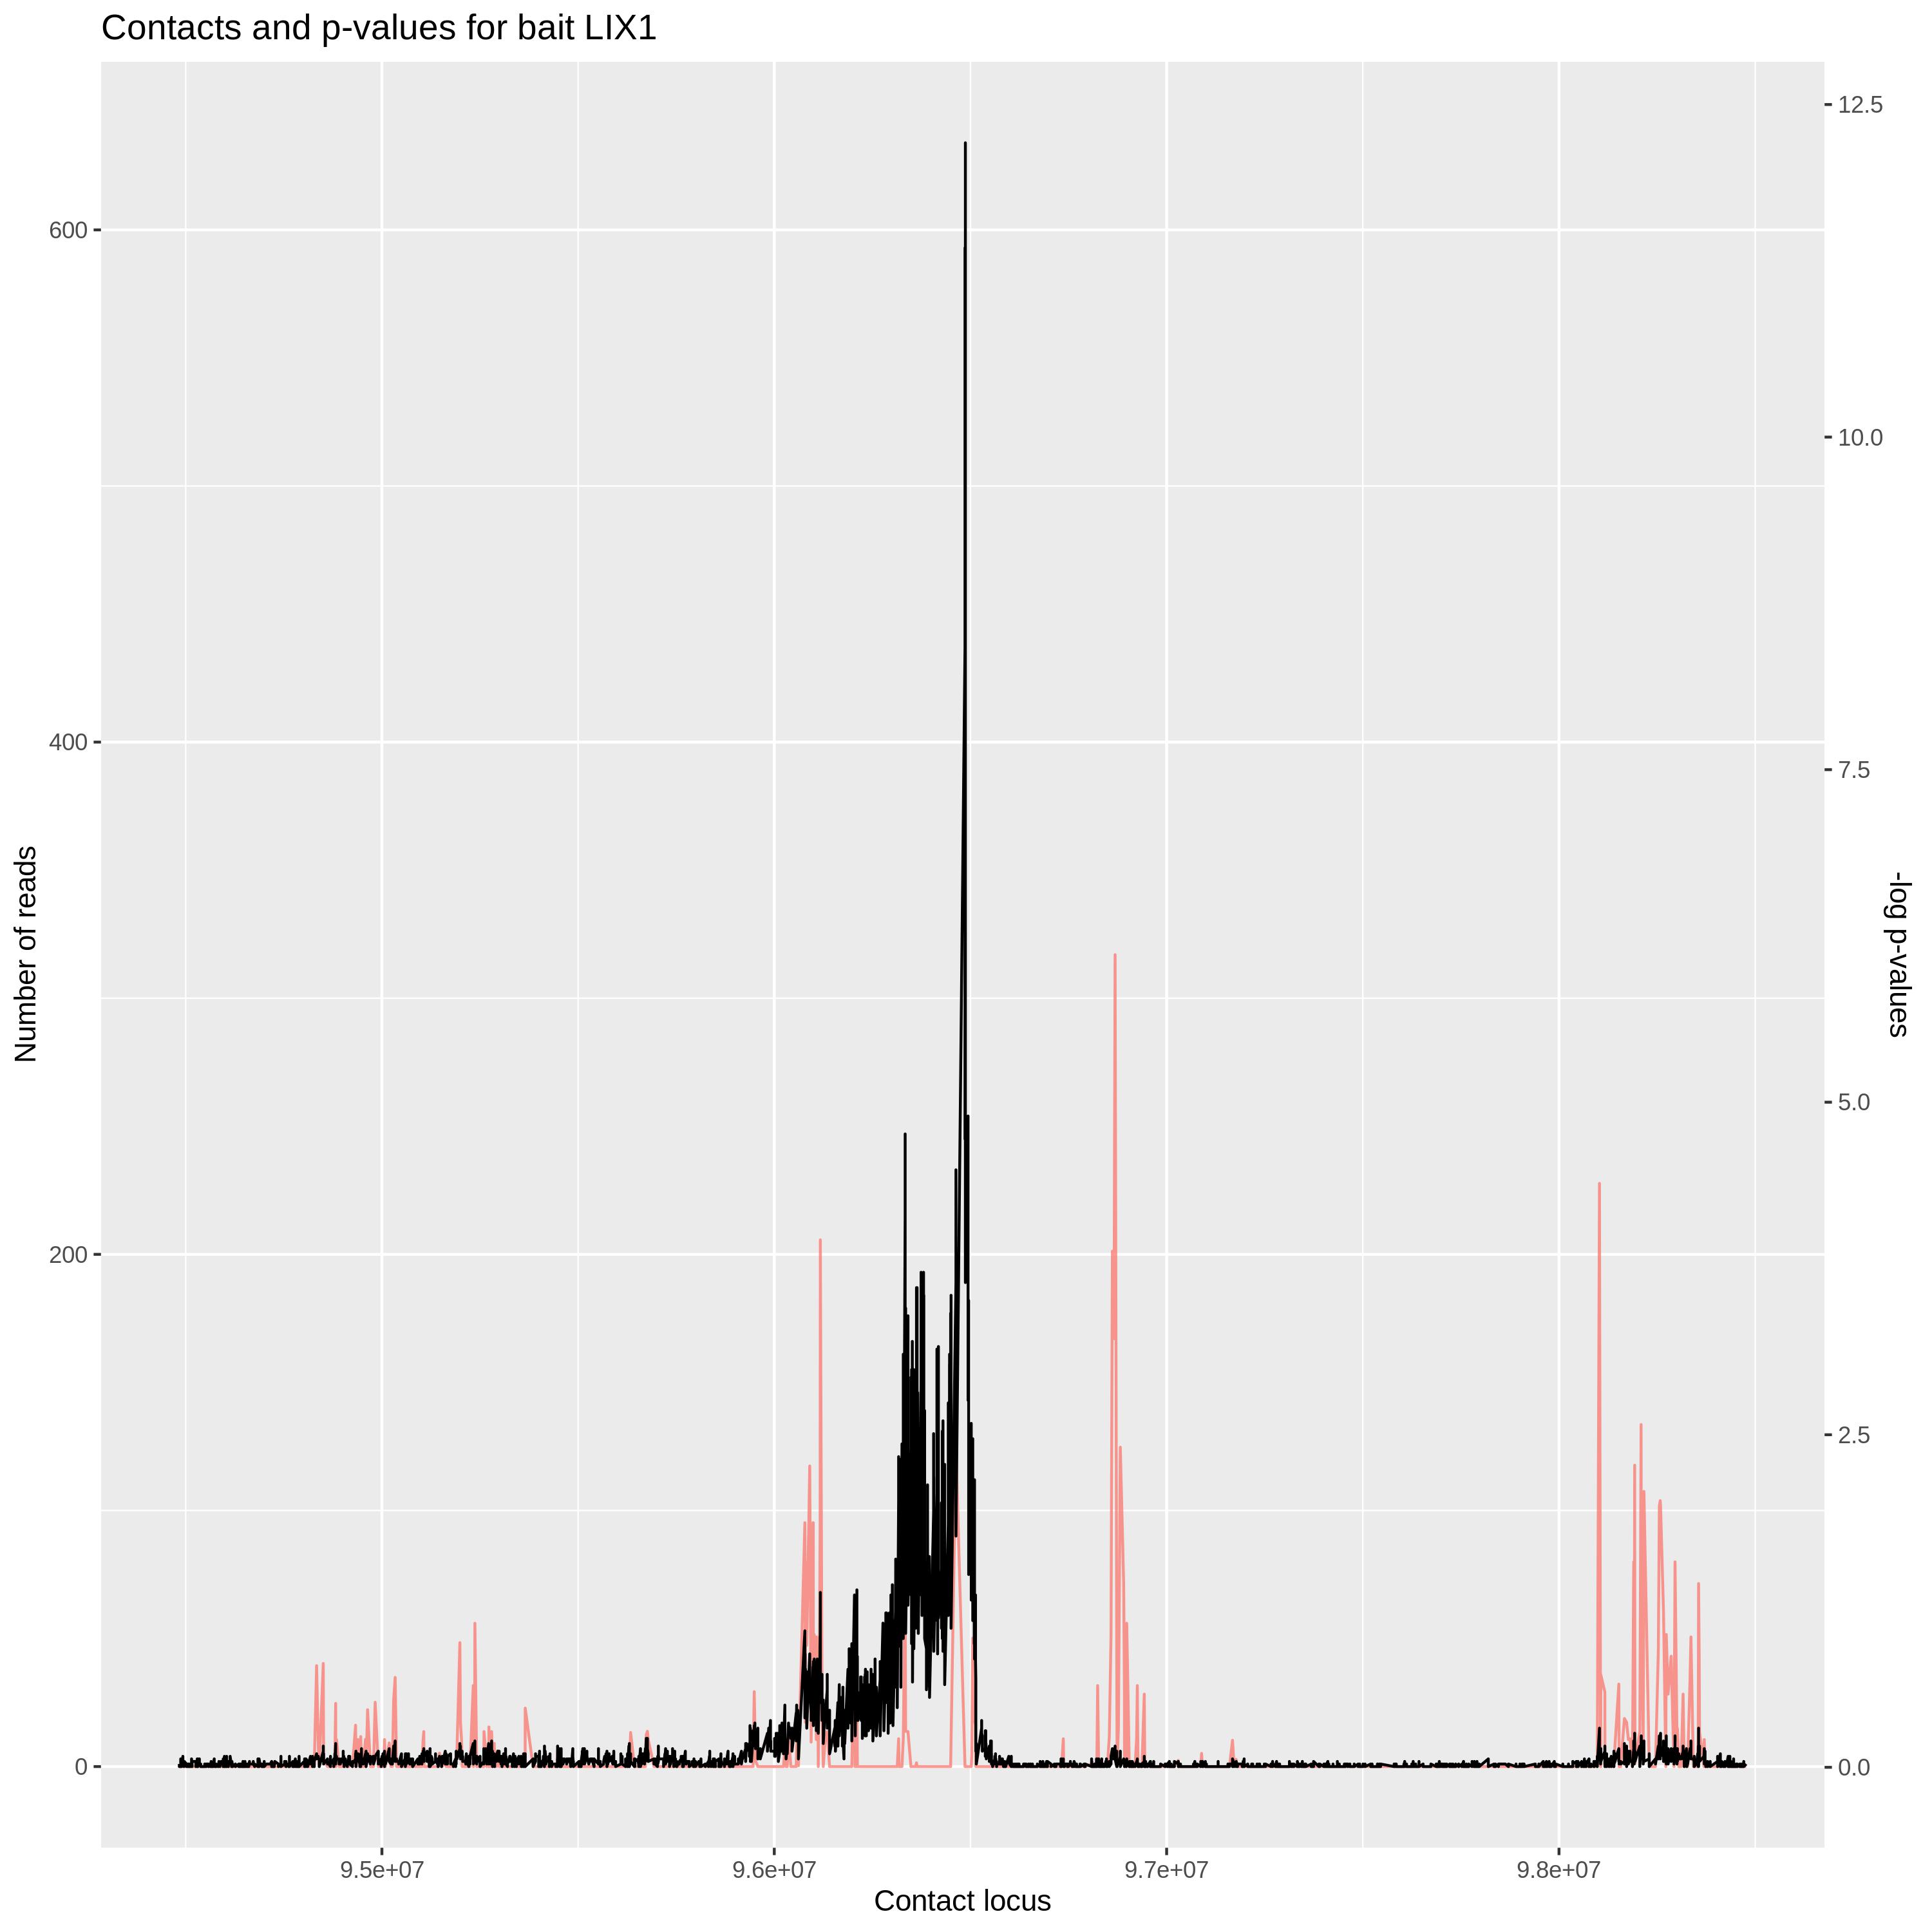 Contacts and p-values for bait LIX1
12.5
600
10.0
400
7.5
Number of reads
-log p-values
5.0
200
2.5
0
0.0
9.5e+07
9.6e+07
9.7e+07
9.8e+07
Contact locus